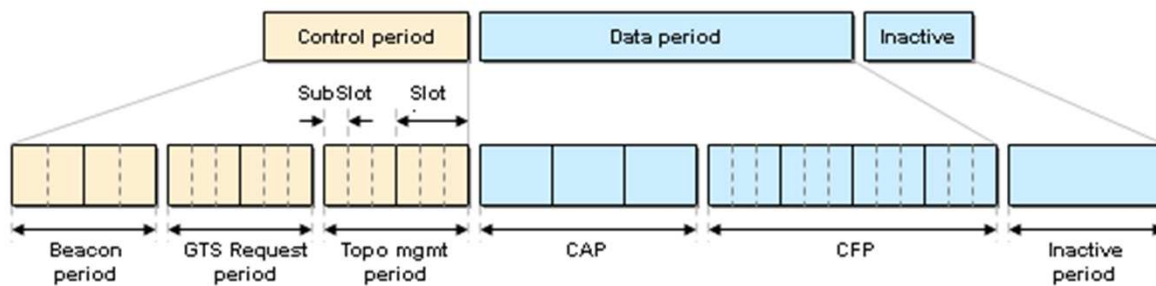 Control period
Data period
Inactive
SubSlot
Slot
Beacon
period
GTS Request
period
Topo mgmt
period
CAP
CFP
Inactive
period